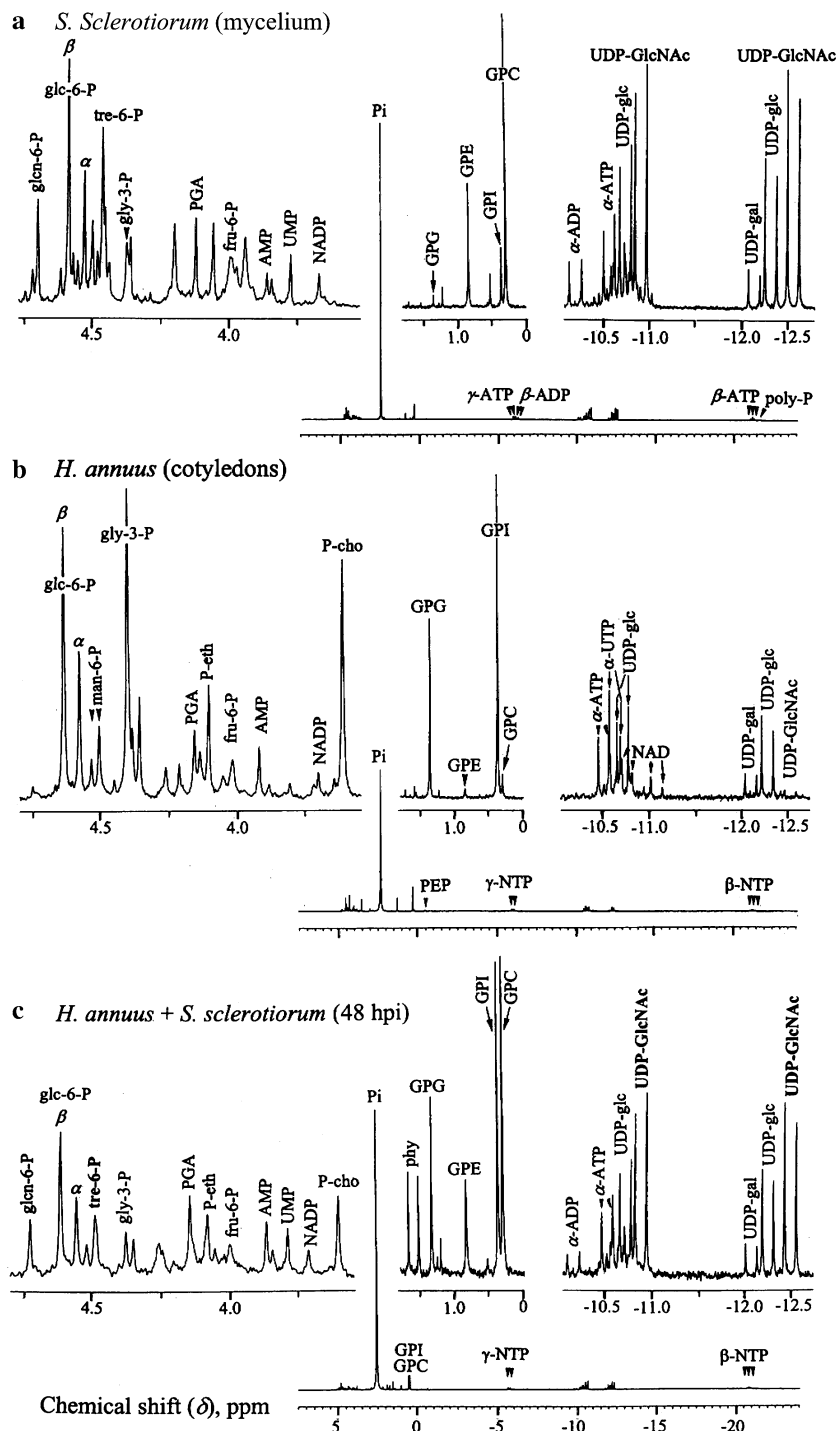 a S. Sclerotiorum (mycelium)
glcn-6-P
β
glc-6-P
α
tre-6-P
gly-3-P
PGA
fru-6-P
AMP
UMP
NADP
Pi
GPG
GPE
GPI
GPC
α-ADP
α-ATP
UDP-glc
UDP-GlcNAc
UDP-gal
UDP-glc
UDP-GlcNAc
4.5 4.0 1.0 0 -10.5 -11.0 -12.0 -12.5
γ-ATP β-ADP β-ATP poly-P
b H. annuus (cotyledons)
β
glc-6-P
α
man-6-P
gly-3-P
PGA
P-eth
fru-6-P
AMP
NADP
P-cho
Pi
GPG
GPE
GPI
GPC
α-ATP
α-UTP
UDP-glc
NAD
UDP-gal
UDP-glc
UDP-GlcNAc
4.5 4.0 1.0 0 -10.5 -11.0 -12.0 -12.5
PEP γ-NTP β-NTP
c H. annuus + S. sclerotiorum (48 hpi)
glcn-6-P
glc-6-P
β
α
tre-6-P
gly-3-P
PGA
P-eth
fru-6-P
AMP
UMP
NADP
P-cho
Pi
phy
GPG
GPE
GPI
GPC
α-ADP
α-ATP
UDP-glc
UDP-GlcNAc
UDP-gal
UDP-glc
UDP-GlcNAc
4.5 4.0 1.0 0 -10.5 -11.0 -12.0 -12.5
GPI
GPC
γ-NTP β-NTP
Chemical shift (δ), ppm 5 0 -5 -10 -15 -20